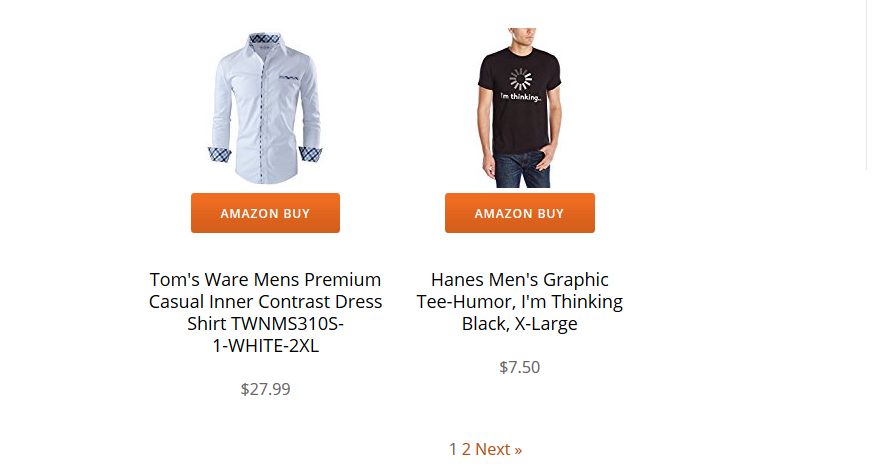 I'm thinking...
AMAZON BUY
AMAZON BUY
Tom's Ware Mens Premium
Casual Inner Contrast Dress
Shirt TWNMS310S-
1-WHITE-2XL
$27.99
Hanes Men's Graphic
Tee-Humor, I'm Thinking
Black, X-Large
$7.50
1 2 Next »